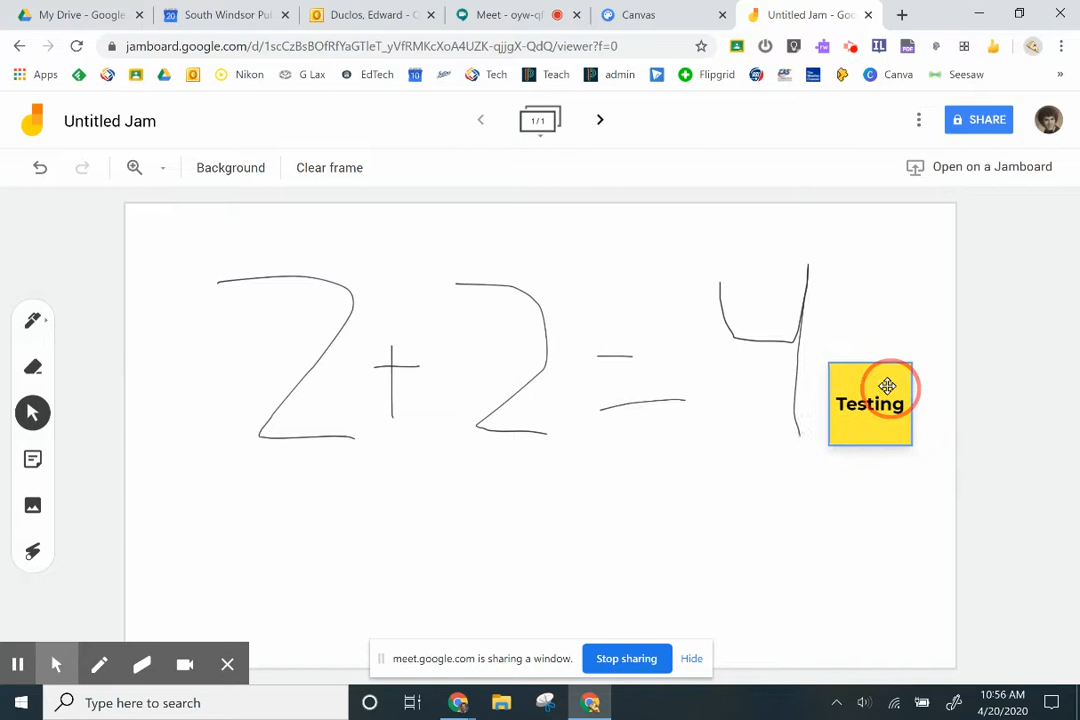 My Drive - Google
South Windsor Pu
Duclos, Edward - C
Meet - oyw-q
Canvas
Untitled Jam - Goo
jamboard.google.com/d/1scCzBsBOfRfYaGTleT_yVfRMKcXoA4UZK-qjjgX-QdQ/viewer?f=0
Apps
Nikon
G Lax
EdTech
Tech
Teach
admin
Flipgrid
Canva
Seesaw
Untitled Jam
1/1
SHARE
Background
Clear frame
Open on a Jamboard
2 + 2 = 4
Testing
meet.google.com is sharing a window.
Stop sharing
Hide
Type here to search
10:56 AM
4/20/2020